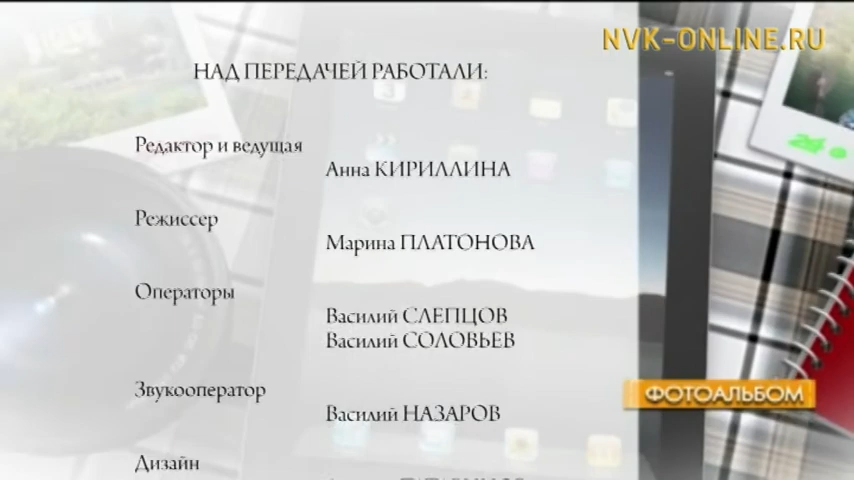 NVK-ONLINE.RU
НАД ПЕРЕДАЧЕЙ РАБОТАЛИ:
Редактор и ведущая
Анна КИРИЛЛИНА
Режиссер
Марина ПЛАТОНОВА
Операторы
Василий СЛЕПЦОВ
Василий СОЛОВЬЕВ
Звукооператор
ФОТОАЛЬБОМ
Василий НАЗАРОВ
Дизайн